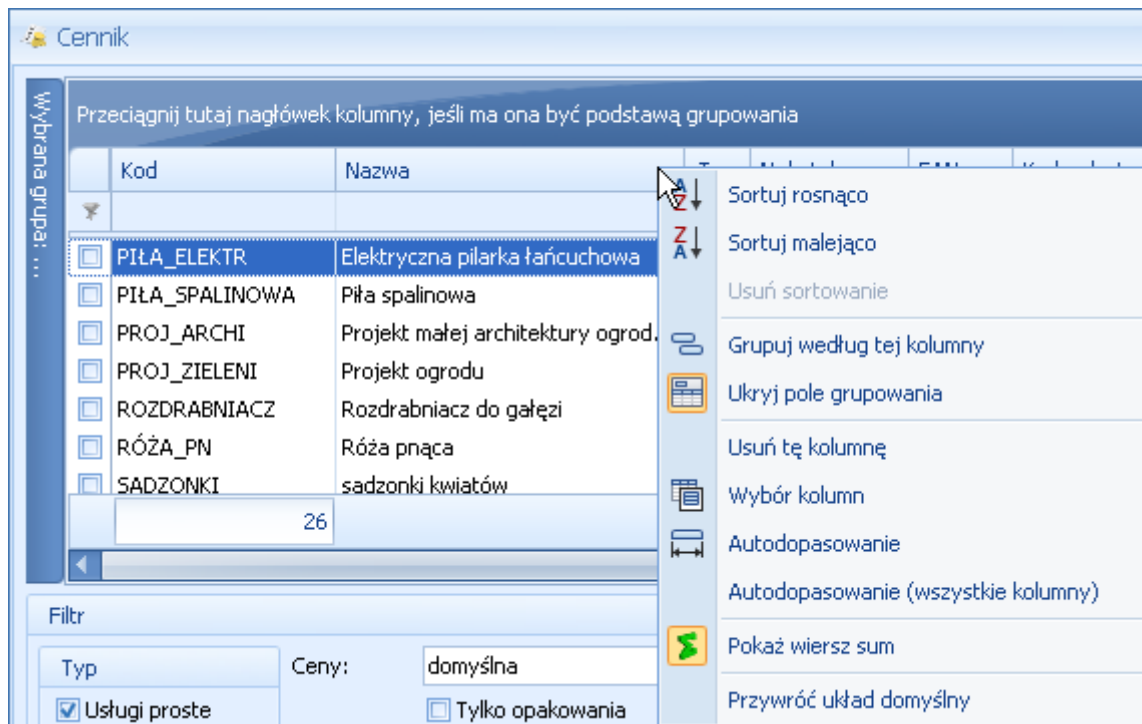 Cennik
Wybrana grupa: ...
Przeciągnij tutaj nagłówek kolumny, jeśli ma ona być podstawą grupowania
Kod Nazwa
PIŁA_ELEKTR Elektryczna pilarka łańcuchowa
PIŁA_SPALINOWA Piła spalinowa
PROJ_ARCHI Projekt małej architektury ogrod.
PROJ_ZIELENI Projekt ogrodu
ROZDRABNIACZ Rozdrabniacz do gałęzi
RÓŻA_PN Róża pnąca
SADZONKI sadzonki kwiatów
26
Sortuj rosnąco
Sortuj malejąco
Usuń sortowanie
Grupuj według tej kolumny
Ukryj pole grupowania
Usuń tę kolumnę
Wybór kolumn
Autodopasowanie
Autodopasowanie (wszystkie kolumny)
Pokaż wiersz sum
Przywróć układ domyślny
Filtr
Typ
Usługi proste
Ceny: domyślna
Tylko opakowania